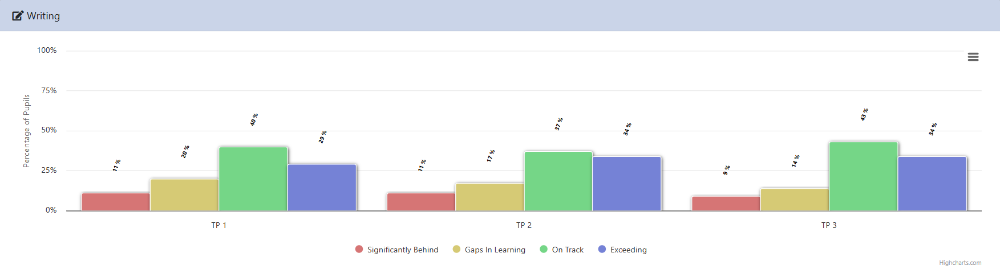 Writing
100%
75%
50%
25%
0%
Percentage of Pupils
11 %
20 %
40 %
29 %
11 %
17 %
37 %
34 %
9 %
14 %
43 %
34 %
TP 1
TP 2
TP 3
Significantly Behind
Gaps In Learning
On Track
Exceeding
Highcharts.com